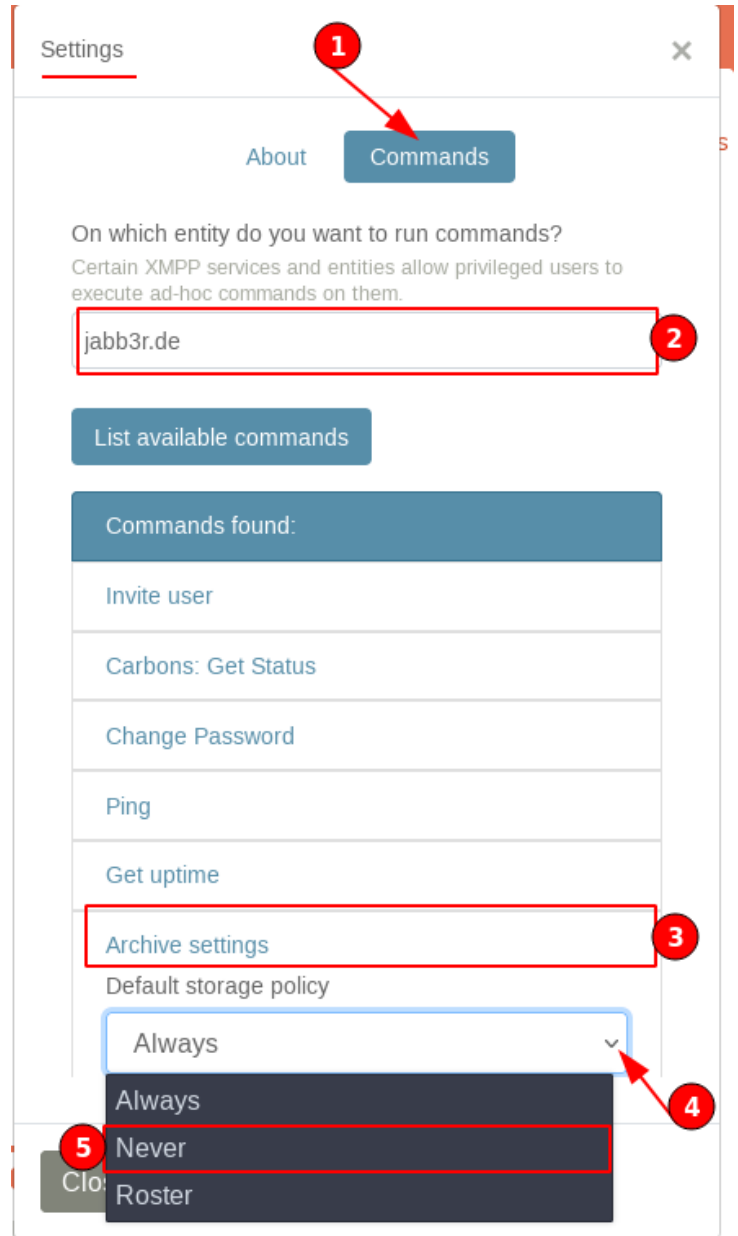 Settings
1
×
About
Commands
s
On which entity do you want to run commands?
Certain XMPP services and entities allow privileged users to
execute ad-hoc commands on them.
jabb3r.de
2
List available commands
Commands found:
Invite user
Carbons: Get Status
Change Password
Ping
Get uptime
Archive settings
3
Default storage policy
Always
Always
4
5
Never
Clo
Roster